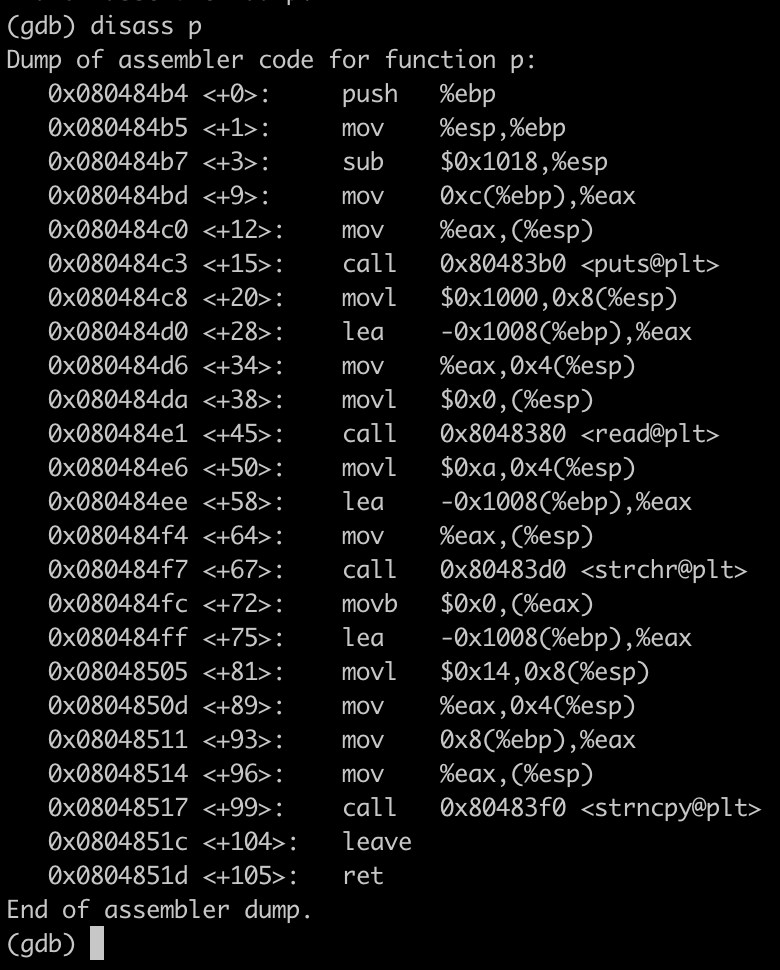 (gdb) disass p
Dump of assembler code for function p:
   0x080484b4 <+0>:     push   %ebp
   0x080484b5 <+1>:     mov    %esp,%ebp
   0x080484b7 <+3>:     sub    $0x1018,%esp
   0x080484bd <+9>:     mov    0xc(%ebp),%eax
   0x080484c0 <+12>:    mov    %eax,(%esp)
   0x080484c3 <+15>:    call   0x80483b0 <puts@plt>
   0x080484c8 <+20>:    movl   $0x1000,0x8(%esp)
   0x080484d0 <+28>:    lea    -0x1008(%ebp),%eax
   0x080484d6 <+34>:    mov    %eax,0x4(%esp)
   0x080484da <+38>:    movl   $0x0,(%esp)
   0x080484e1 <+45>:    call   0x8048380 <read@plt>
   0x080484e6 <+50>:    movl   $0xa,0x4(%esp)
   0x080484ee <+58>:    lea    -0x1008(%ebp),%eax
   0x080484f4 <+64>:    mov    %eax,(%esp)
   0x080484f7 <+67>:    call   0x80483d0 <strchr@plt>
   0x080484fc <+72>:    movb   $0x0,(%eax)
   0x080484ff <+75>:    lea    -0x1008(%ebp),%eax
   0x08048505 <+81>:    movl   $0x14,0x8(%esp)
   0x0804850d <+89>:    mov    %eax,0x4(%esp)
   0x08048511 <+93>:    mov    0x8(%ebp),%eax
   0x08048514 <+96>:    mov    %eax,(%esp)
   0x08048517 <+99>:    call   0x80483f0 <strncpy@plt>
   0x0804851c <+104>:   leave
   0x0804851d <+105>:   ret
End of assembler dump.
(gdb)